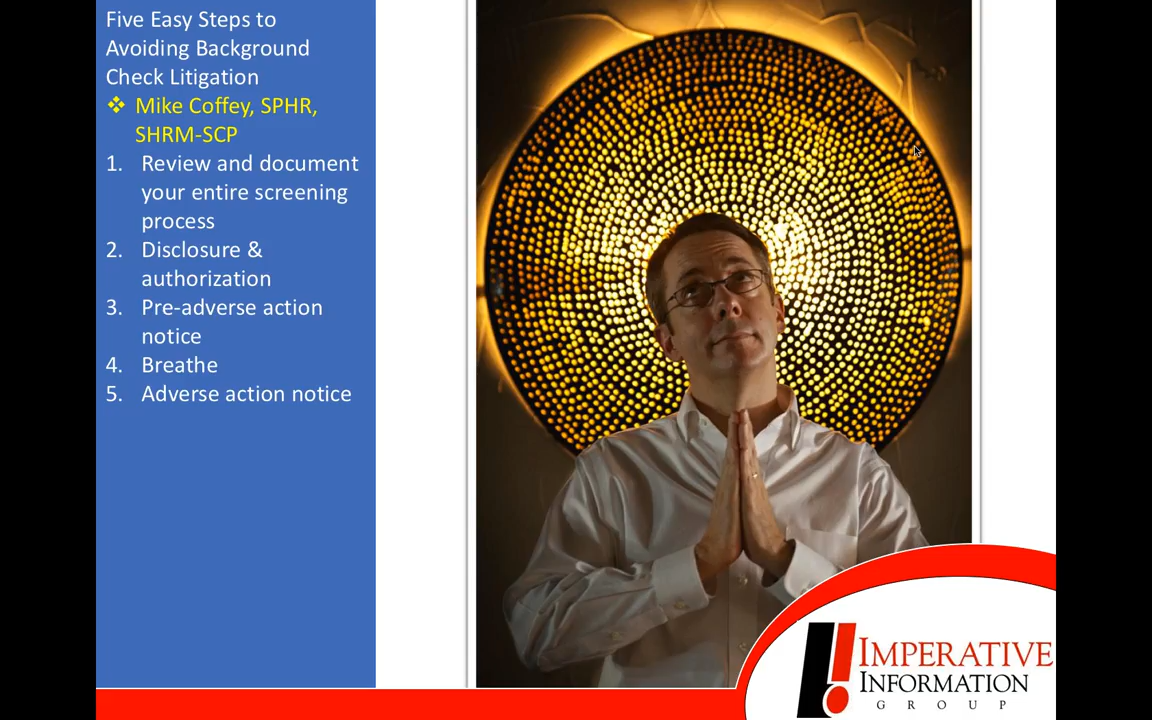 Five Easy Steps to
Avoiding Background
Check Litigation
❖ Mike Coffey, SPHR,
SHRM-SCP
1. Review and document
your entire screening
process
2. Disclosure &
authorization
3. Pre-adverse action
notice
4. Breathe
5. Adverse action notice
IMPERATIVE
INFORMATION
GROUP